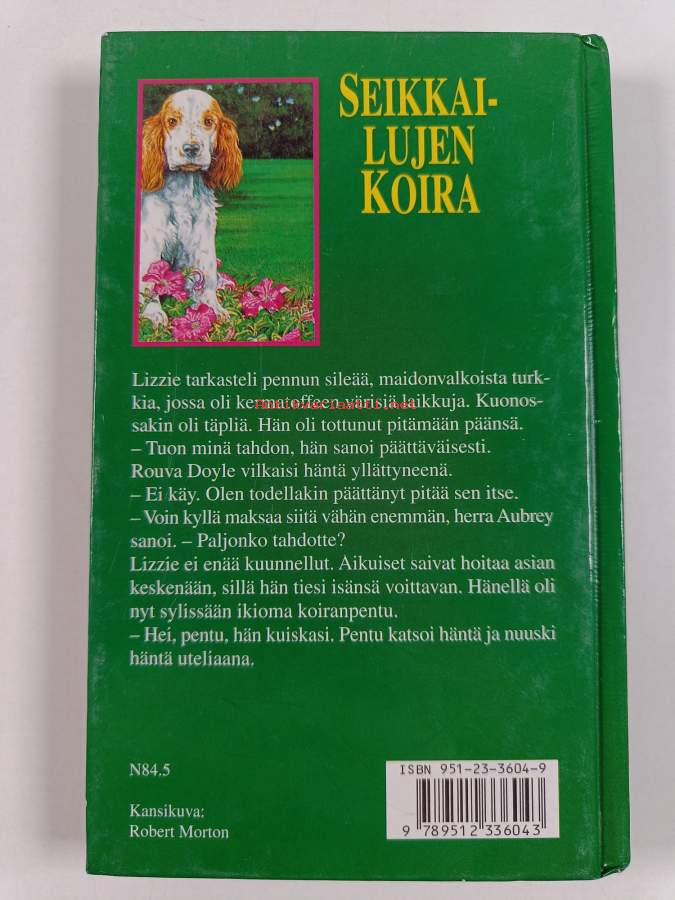 SEIKKAI-
LUJEN
KOIRA
Lizzie tarkasteli pennun sileää, maidonvalkoista turk-
kia, jossa oli kermatoffeen värisiä laikkuja. Kuonos-
Antikvariaatti.net
sakin oli täpliä. Hän oli tottunut pitämään päänsä.
– Tuon minä tahdon, hän sanoi päättäväisesti.
Rouva Doyle vilkaisi häntä yllättyneenä.
– Ei käy. Olen todellakin päättänyt pitää sen itse.
– Voin kyllä maksaa siitä vähän enemmän, herra Aubrey
sanoi. – Paljonko tahdotte?
Lizzie ei enää kuunnellut. Aikuiset saivat hoitaa asian
keskenään, sillä hän tiesi isänsä voittavan. Hänellä oli
nyt sylissään ikioma koiranpentu.
– Hei, pentu, hän kuiskasi. Pentu katsoi häntä ja nuuski
häntä uteliaana.
N84.5
Kansikuva:
Robert Morton
ISBN 951-23-3604-9
9 789512 336043